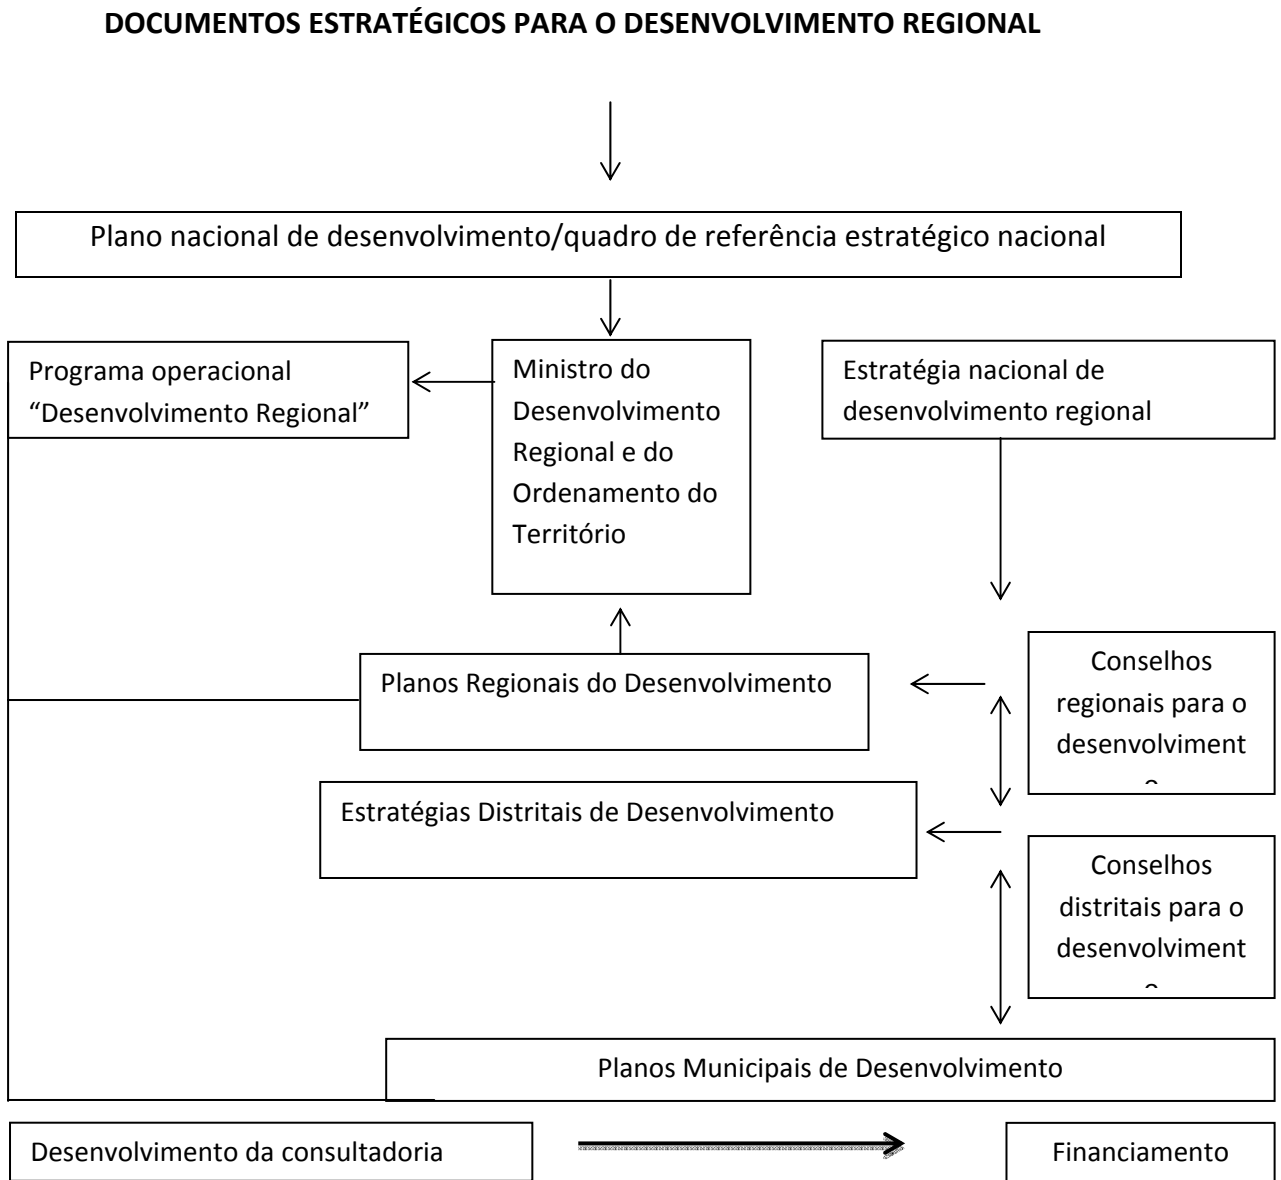 DOCUMENTOS ESTRATÉGICOS PARA O DESENVOLVIMENTO REGIONAL
Plano nacional de desenvolvimento/quadro de referência estratégico nacional
Programa operacional
“Desenvolvimento Regional”
Ministro do
Desenvolvimento
Regional e do
Ordenamento do
Território
Estratégia nacional de
desenvolvimento regional
Planos Regionais do Desenvolvimento
Conselhos
regionais para o
desenvolviment
Estratégias Distritais de Desenvolvimento
Conselhos
distritais para o
desenvolviment
Planos Municipais de Desenvolvimento
Desenvolvimento da consultadoria
Financiamento